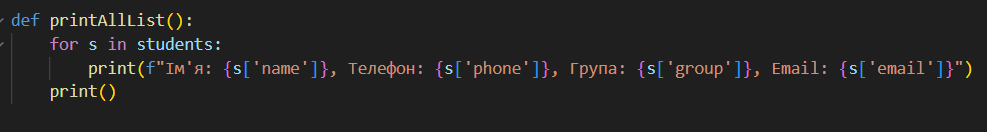 def printAllList():
    for s in students:
        print(f"Ім'я: {s['name']}, Телефон: {s['phone']}, Група: {s['group']}, Email: {s['email']}")
    print()